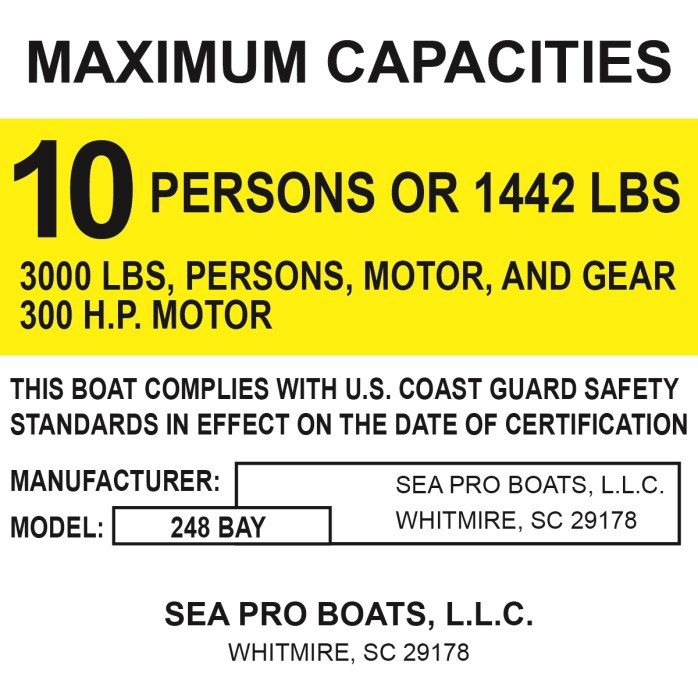 MAXIMUM CAPACITIES
10 PERSONS OR 1442 LBS
3000 LBS, PERSONS, MOTOR, AND GEAR
300 H.P. MOTOR
THIS BOAT COMPLIES WITH U.S. COAST GUARD SAFETY
STANDARDS IN EFFECT ON THE DATE OF CERTIFICATION
MANUFACTURER: SEA PRO BOATS, L.L.C.
WHITMIRE, SC 29178
MODEL: 248 BAY
SEA PRO BOATS, L.L.C.
WHITMIRE, SC 29178